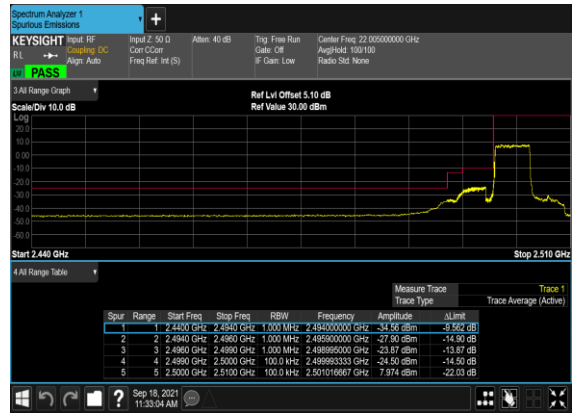 Spectrum Analyzer 1
Spurious Emissions
KEYSIGHT Input: RF Input Z: 50 Ω Atten: 40 dB Trig: Free Run Center Freq: 22.005000000 GHz
RL Coupling: DC Corr CCorr Gate: Off Avg|Hold: 100/100
Align: Auto Freq Ref: Int (S) IF Gain: Low Radio Std: None
PASS
3 All Range Graph
Ref Lvl Offset 5.10 dB
Scale/Div 10.0 dB Ref Value 30.00 dBm
Log
20.0
10.0
0.00
-10.0
-20.0
-30.0
-40.0
-50.0
-60.0
Start 2.440 GHz Stop 2.510 GHz
4 All Range Table
Measure Trace Trace 1
Trace Type Trace Average (Active)
Spur Range Start Freq Stop Freq RBW Frequency Amplitude ΔLimit
1 1 2.4400 GHz 2.4940 GHz 1.000 MHz 2.494000000 GHz -34.56 dBm -9.562 dB
2 2 2.4940 GHz 2.4960 GHz 1.000 MHz 2.495900000 GHz -27.90 dBm -14.90 dB
3 3 2.4960 GHz 2.4990 GHz 1.000 MHz 2.498995000 GHz -23.87 dBm -13.87 dB
4 4 2.4990 GHz 2.5000 GHz 100.0 kHz 2.499993333 GHz -24.50 dBm -14.50 dB
5 5 2.5000 GHz 2.5100 GHz 100.0 kHz 2.501016667 GHz 7.974 dBm -22.03 dB
Sep 18, 2021
11:33:04 AM